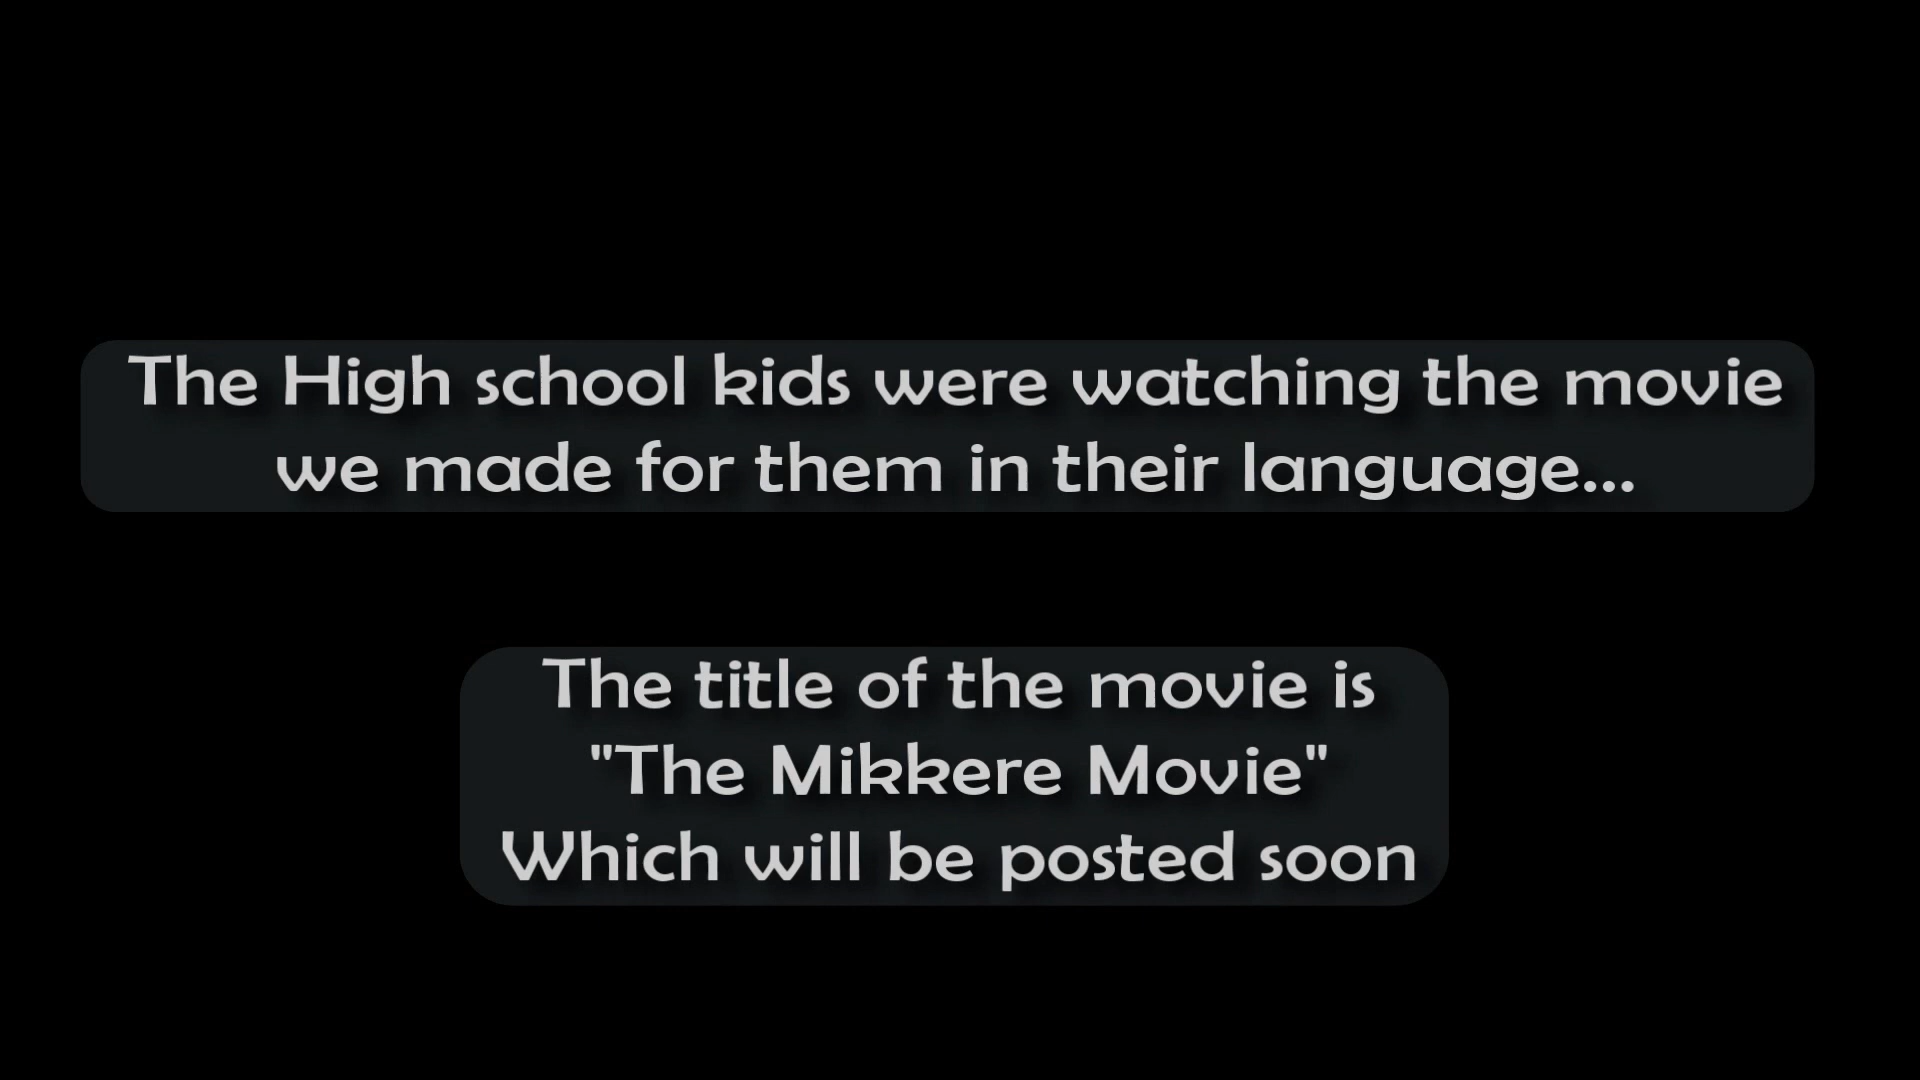 The High school kids were watching the movie
we made for them in their language...
The title of the movie is
"The Mikkere Movie"
Which will be posted soon